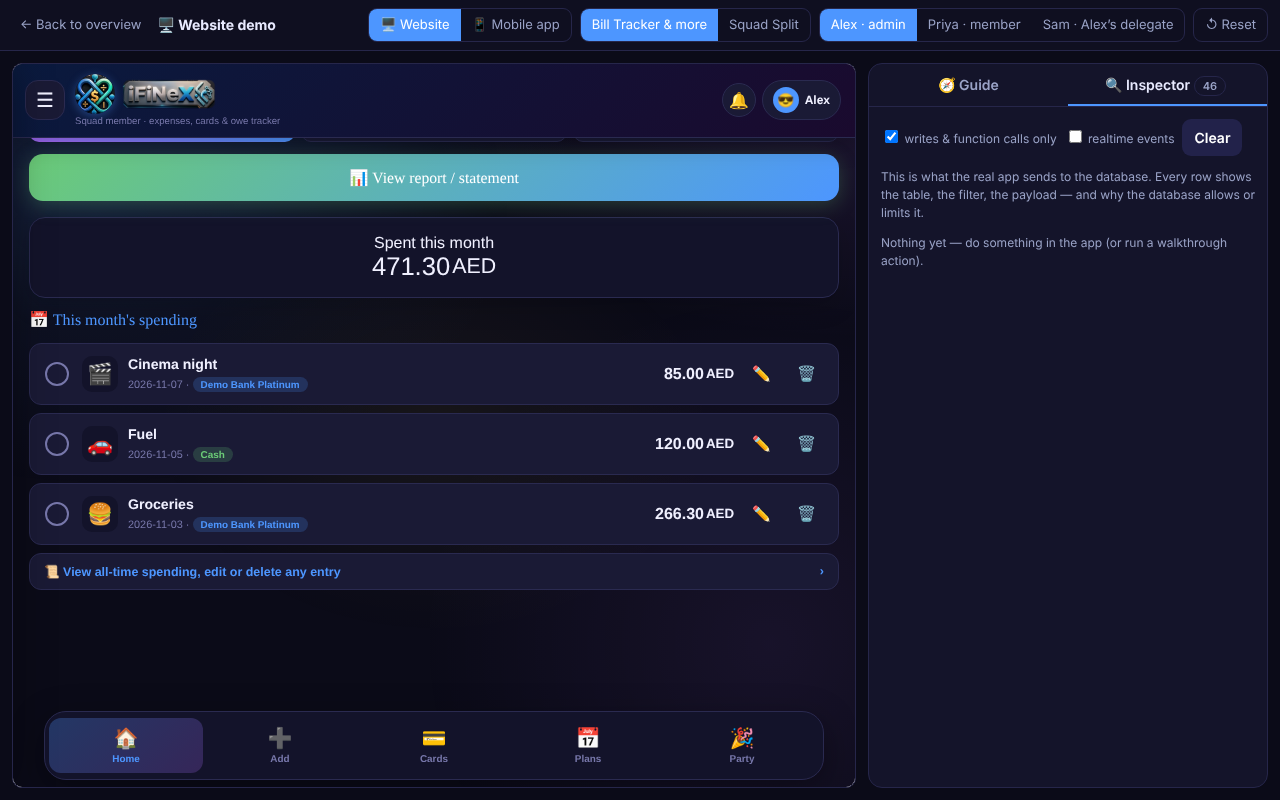 ← Back to overview
🖥️ Website demo
🖥️ Website
📱 Mobile app
Bill Tracker & more
Squad Split
Alex · admin
Priya · member
Sam · Alex's delegate
↺ Reset
☰
iFiNeX
Squad member · expenses, cards & owe tracker
🔔
😎 Alex
📊 View report / statement
Spent this month
471.30 AED
📅 This month's spending
Cinema night
2026-11-07 · Demo Bank Platinum
85.00 AED
Fuel
2026-11-05 · Cash
120.00 AED
Groceries
2026-11-03 · Demo Bank Platinum
266.30 AED
📜 View all-time spending, edit or delete any entry ›
Home
Add
Cards
Plans
Party
🧭 Guide
🔍 Inspector 46
writes & function calls only
realtime events
Clear
This is what the real app sends to the database. Every row shows
the table, the filter, the payload — and why the database allows or
limits it.
Nothing yet — do something in the app (or run a walkthrough
action).